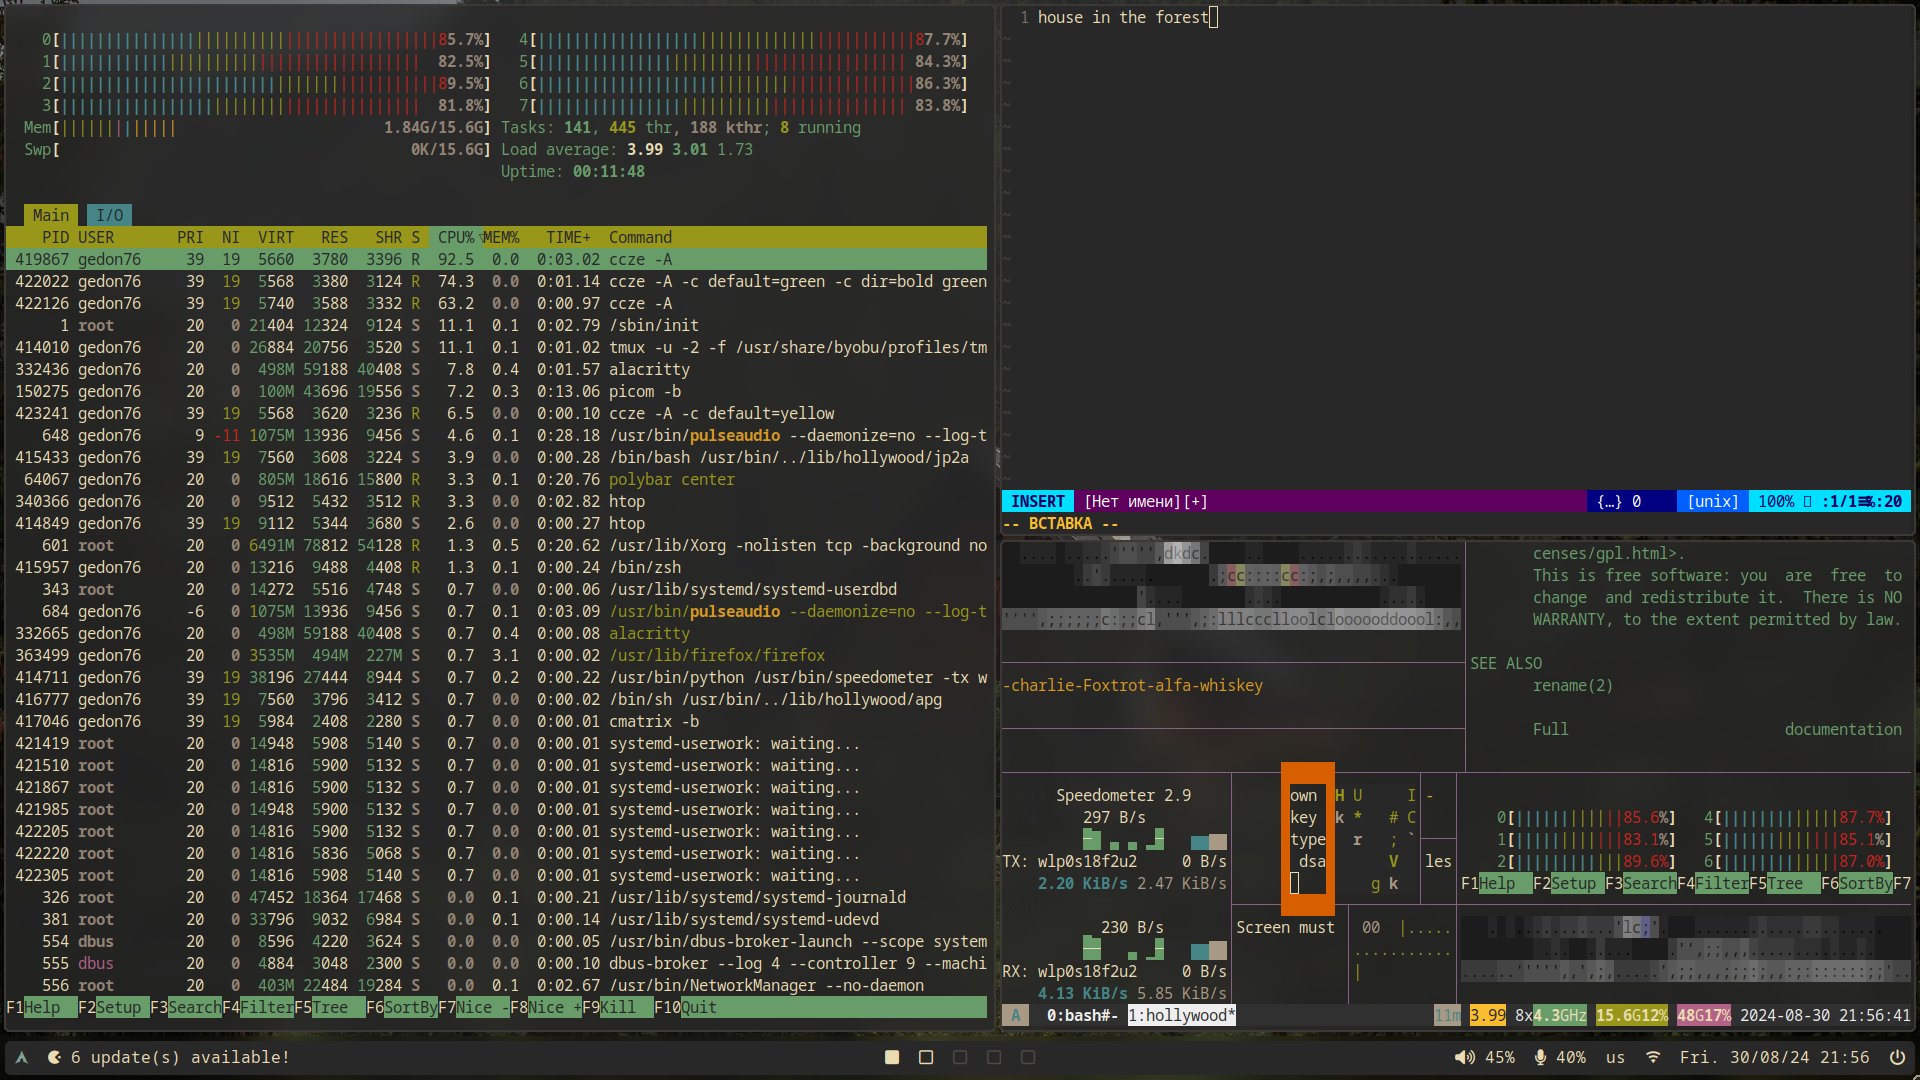 0[85.7%] 4[87.7%]
1[82.5%] 5[84.3%]
2[89.5%] 6[86.3%]
3[81.8%] 7[83.8%]
Mem[1.84G/15.6G] Tasks: 141, 445 thr, 188 kthr; 8 running
Swp[0K/15.6G] Load average: 3.99 3.01 1.73
Uptime: 00:11:48
Main I/O
PID USER PRI NI VIRT RES SHR S CPU%▽MEM% TIME+ Command
419867 gedon76 39 19 5660 3780 3396 R 92.5 0.0 0:03.02 ccze -A
422022 gedon76 39 19 5568 3380 3124 R 74.3 0.0 0:01.14 ccze -A -c default=green -c dir=bold green
422126 gedon76 39 19 5740 3588 3332 R 63.2 0.0 0:00.97 ccze -A
1 root 20 0 21404 12324 9124 S 11.1 0.1 0:02.79 /sbin/init
414010 gedon76 20 0 26884 20756 3520 S 11.1 0.1 0:01.02 tmux -u -2 -f /usr/share/byobu/profiles/tm
332436 gedon76 20 0 498M 59188 40408 S 7.8 0.4 0:01.57 alacritty
150275 gedon76 20 0 100M 43696 19556 S 7.2 0.3 0:13.06 picom -b
423241 gedon76 39 19 5568 3620 3236 R 6.5 0.0 0:00.10 ccze -A -c default=yellow
648 gedon76 9 -11 1075M 13936 9456 S 4.6 0.1 0:28.18 /usr/bin/pulseaudio --daemonize=no --log-t
415433 gedon76 39 19 7560 3608 3224 S 3.9 0.0 0:00.28 /bin/bash /usr/bin/../lib/hollywood/jp2a
64067 gedon76 20 0 805M 18616 15800 R 3.3 0.1 0:20.76 polybar center
340366 gedon76 20 0 9512 5432 3512 R 3.3 0.0 0:02.82 htop
414849 gedon76 39 19 9112 5344 3680 S 2.6 0.0 0:00.27 htop
601 root 20 0 6491M 78812 54128 R 1.3 0.5 0:20.62 /usr/lib/Xorg -nolisten tcp -background no
415957 gedon76 20 0 13216 9488 4408 R 1.3 0.1 0:00.24 /bin/zsh
343 root 20 0 14272 5516 4748 S 0.7 0.0 0:00.06 /usr/lib/systemd/systemd-userdbd
684 gedon76 -6 0 1075M 13936 9456 S 0.7 0.1 0:03.09 /usr/bin/pulseaudio --daemonize=no --log-t
332665 gedon76 20 0 498M 59188 40408 S 0.7 0.4 0:00.08 alacritty
363499 gedon76 20 0 3535M 494M 227M S 0.7 3.1 0:00.02 /usr/lib/firefox/firefox
414711 gedon76 39 19 38196 27444 8944 S 0.7 0.2 0:00.22 /usr/bin/python /usr/bin/speedometer -tx w
416777 gedon76 39 19 7560 3796 3412 S 0.7 0.0 0:00.02 /bin/sh /usr/bin/../lib/hollywood/apg
417046 gedon76 39 19 5984 2408 2280 S 0.7 0.0 0:00.01 cmatrix -b
421419 root 20 0 14948 5908 5140 S 0.7 0.0 0:00.01 systemd-userwork: waiting...
421510 root 20 0 14816 5900 5132 S 0.7 0.0 0:00.01 systemd-userwork: waiting...
421867 root 20 0 14816 5900 5132 S 0.7 0.0 0:00.01 systemd-userwork: waiting...
421985 root 20 0 14948 5900 5132 S 0.7 0.0 0:00.01 systemd-userwork: waiting...
422205 root 20 0 14816 5900 5132 S 0.7 0.0 0:00.01 systemd-userwork: waiting...
422220 root 20 0 14816 5836 5068 S 0.7 0.0 0:00.01 systemd-userwork: waiting...
422305 root 20 0 14816 5908 5140 S 0.7 0.0 0:00.01 systemd-userwork: waiting...
326 root 20 0 47452 18364 17468 S 0.0 0.1 0:00.21 /usr/lib/systemd/systemd-journald
381 root 20 0 33796 9032 6984 S 0.0 0.1 0:00.14 /usr/lib/systemd/systemd-udevd
554 dbus 20 0 8596 4220 3624 S 0.0 0.0 0:00.05 /usr/bin/dbus-broker-launch --scope system
555 dbus 20 0 4884 3048 2300 S 0.0 0.0 0:00.10 dbus-broker --log 4 --controller 9 --machi
556 root 20 0 403M 22484 19284 S 0.0 0.1 0:02.67 /usr/bin/NetworkManager --no-daemon
F1Help F2Setup F3SearchF4FilterF5Tree F6SortByF7Nice -F8Nice +F9Kill F10Quit
1 house in the forest
INSERT [Нет имени][+] {…} 0 [unix] 100% :1/1☰℅:20
-- ВСТАВКА --
censes/gpl.html>.
This is free software: you are free to
change and redistribute it. There is NO
WARRANTY, to the extent permitted by law.
SEE ALSO
rename(2)
Full documentation
-charlie-Foxtrot-alfa-whiskey
Speedometer 2.9
297 B/s
TX: wlp0s18f2u2 0 B/s
2.20 KiB/s 2.47 KiB/s
230 B/s
RX: wlp0s18f2u2 0 B/s
4.13 KiB/s 5.85 KiB/s
own
key
type
dsa
H U I
k * # C
r ; `
V
g k
-
les
Screen must
00 |.....
...........
|
0[85.6%] 4[87.7%]
1[83.1%] 5[85.1%]
2[89.6%] 6[87.0%]
F1Help F2Setup F3SearchF4FilterF5Tree F6SortByF7
A 0:bash#- 1:hollywood* 11m 3.99 8x4.3GHz 15.6G12% 48G17% 2024-08-30 21:56:41
6 update(s) available!
45% 40% us Fri. 30/08/24 21:56